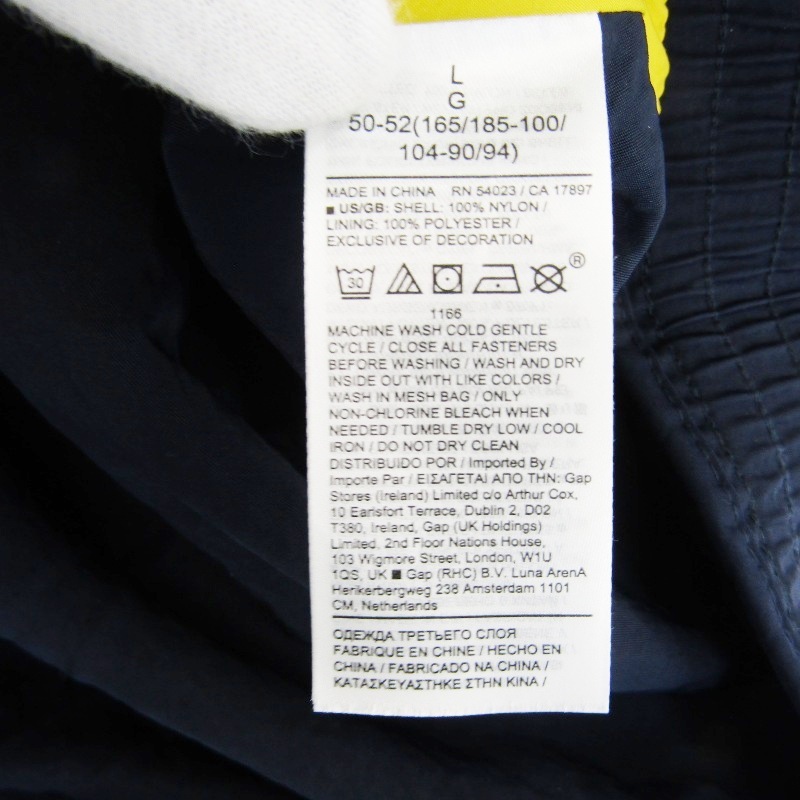 L
G
50-52(165/185-100/
104-90/94)
MADE IN CHINA RN 54023 / CA 17897
■ US/GB: SHELL: 100% NYLON /
LINING: 100% POLYESTER /
EXCLUSIVE OF DECORATION
30 ®
1166
MACHINE WASH COLD GENTLE
CYCLE / CLOSE ALL FASTENERS
BEFORE WASHING / WASH AND DRY
INSIDE OUT WITH LIKE COLORS /
WASH IN MESH BAG / ONLY
NON-CHLORINE BLEACH WHEN
NEEDED / TUMBLE DRY LOW / COOL
IRON / DO NOT DRY CLEAN
DISTRIBUIDO POR / Imported By /
Importe Par / ΕΙΣΑΓΕΤΑΙ ΑΠΟ ΤΗΝ: Gap
Stores (Ireland) Limited c/o Arthur Cox,
10 Earlsfort Terrace, Dublin 2, D02
T380, Ireland, Gap (UK Holdings)
Limited, 2nd Floor Nations House,
103 Wigmore Street, London, W1U
1QS, UK ■ Gap (RHC) B.V. Luna ArenA
Herikerbergweg 238 Amsterdam 1101
CM, Netherlands
ОДЕЖДА ТРЕТЬЕГО СЛОЯ
FABRIQUE EN CHINE / HECHO EN
CHINA / FABRICADO NA CHINA /
ΚΑΤΑΣΚΕΥΑΣΤΗΚΕ ΣΤΗΝ ΚΙΝΑ /